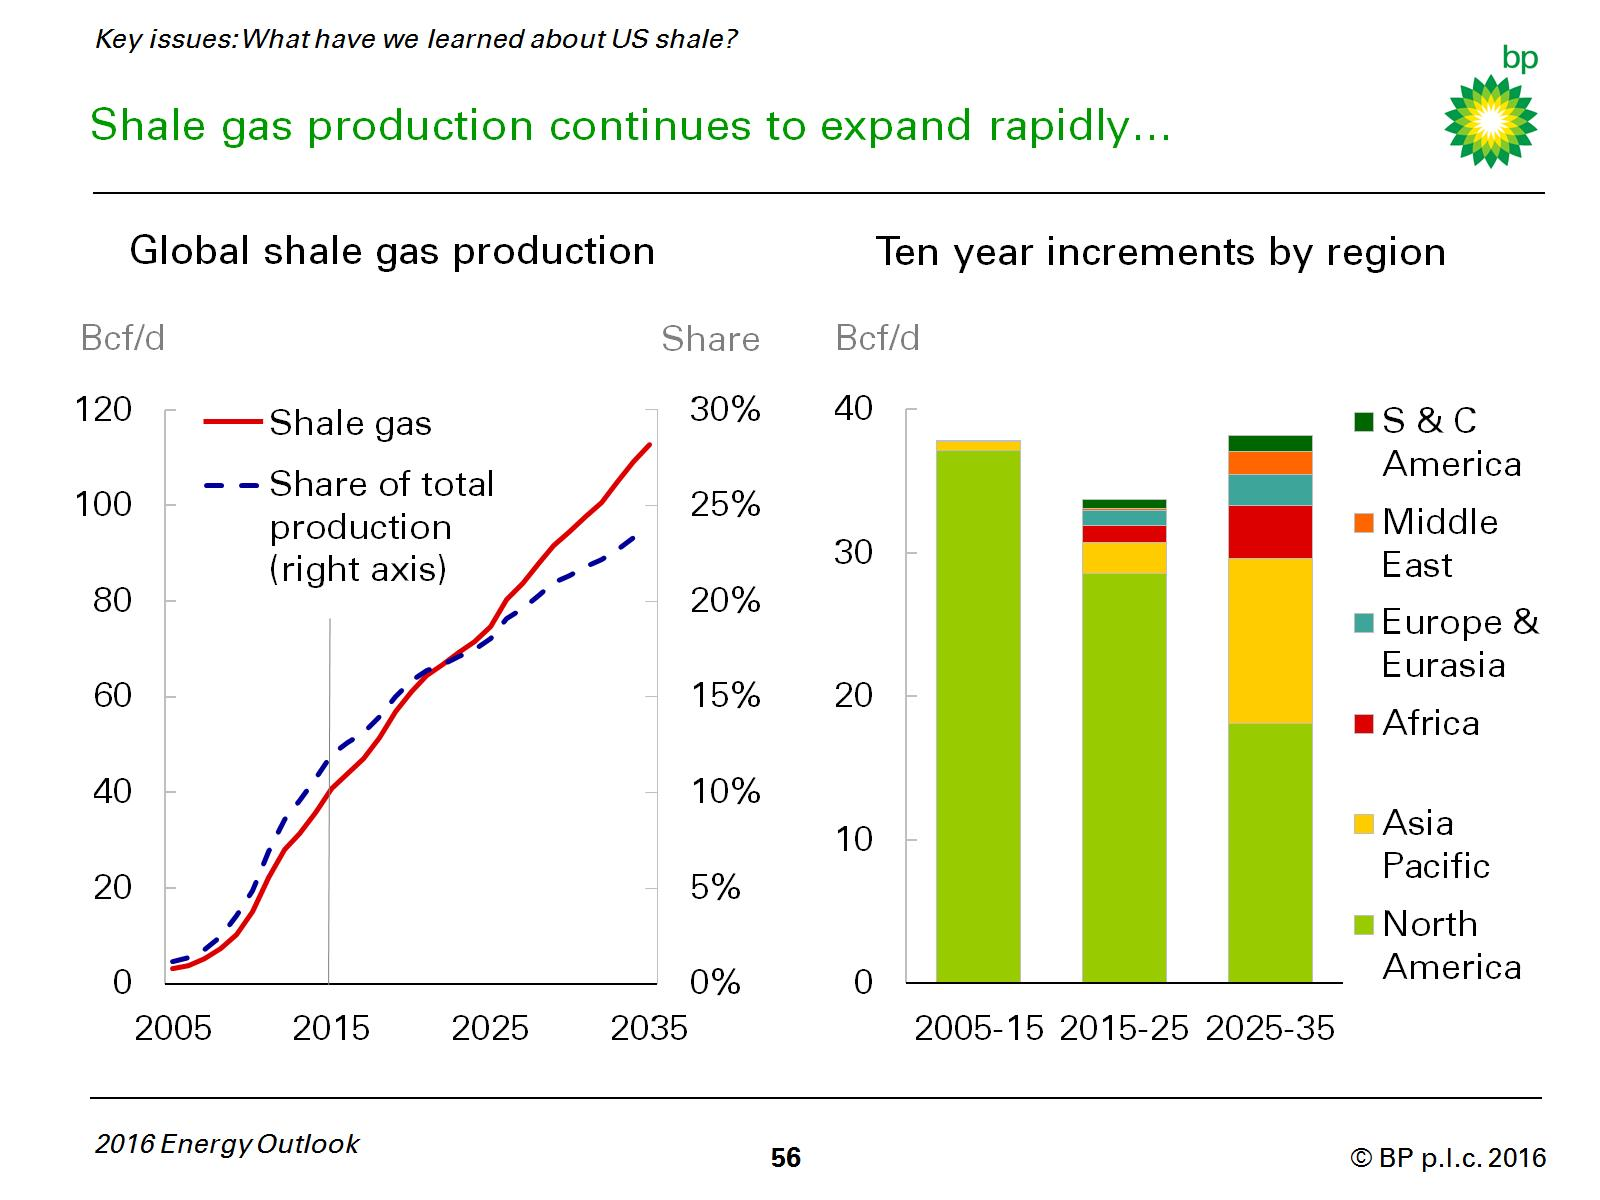 Key issues: What have we learned about US shale?
bp
Shale gas production continues to expand rapidly…
Global shale gas production
Bcf/d
Share
120
100
80
60
40
20
0
30%
25%
20%
15%
10%
5%
0%
Shale gas
Share of total
production
(right axis)
2005 2015 2025 2035
Ten year increments by region
Bcf/d
40
30
20
10
0
2005-15 2015-25 2025-35
S & C
America
Middle
East
Europe &
Eurasia
Africa
Asia
Pacific
North
America
2016 Energy Outlook
56
© BP p.l.c. 2016